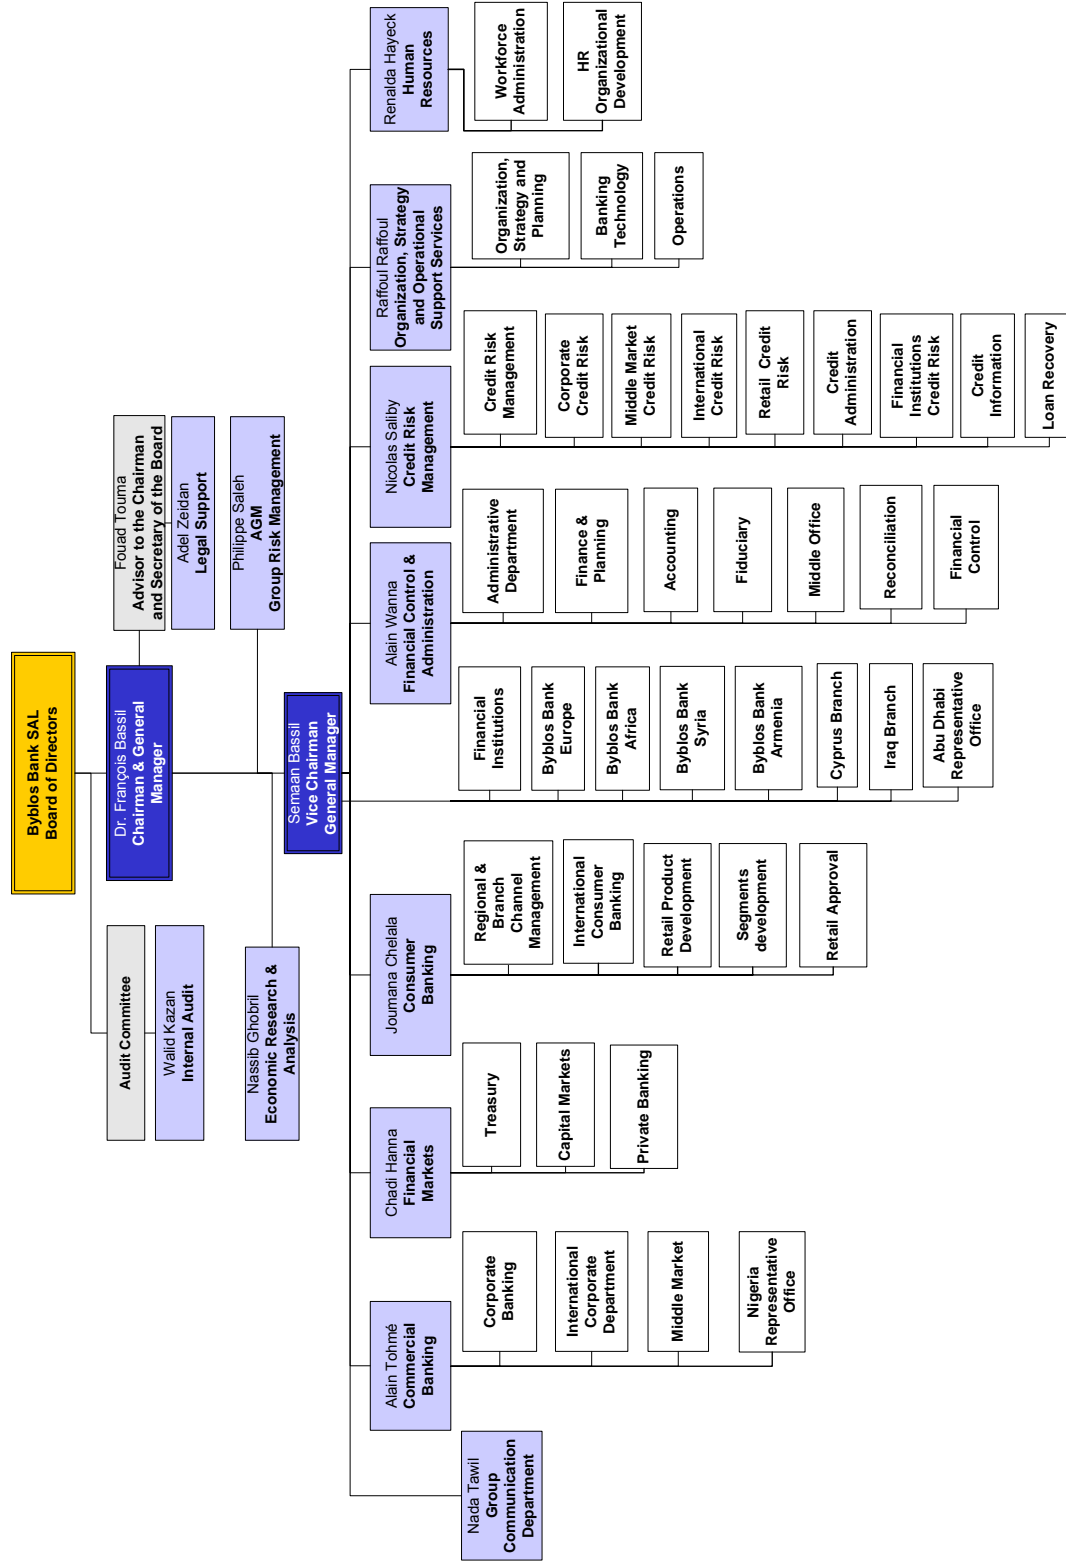 Byblos Bank SAL
Board of Directors
Dr. François Bassil
Chairman & General
Manager
Fouad Touma
Advisor to the Chairman
and Secretary of the Board
Adel Zeidan
Legal Support
Audit Committee
Walid Kazan
Internal Audit
Philippe Saleh
AGM
Group Risk Management
Nassib Ghobril
Economic Research &
Analysis
Semaan Bassil
Vice Chairman
General Manager
Nada Tawil
Group
Communication
Department
Alain Tohmé
Commercial
Banking
Corporate
Banking
International
Corporate
Department
Middle Market
Nigeria
Representative
Office
Chadi Hanna
Financial
Markets
Treasury
Capital Markets
Private Banking
Joumana Chelala
Consumer
Banking
Regional &
Branch
Channel
Management
International
Consumer
Banking
Retail Product
Development
Segments
development
Retail Approval
Financial
Institutions
Byblos Bank
Europe
Byblos Bank
Africa
Byblos Bank
Syria
Byblos Bank
Armenia
Cyprus Branch
Iraq Branch
Abu Dhabi
Representative
Office
Alain Wanna
Financial Control &
Administration
Administrative
Department
Finance &
Planning
Accounting
Fiduciary
Middle Office
Reconciliation
Financial
Control
Nicolas Saliby
Credit Risk
Management
Credit Risk
Management
Corporate
Credit Risk
Middle Market
Credit Risk
International
Credit Risk
Retail Credit
Risk
Credit
Administration
Financial
Institutions
Credit Risk
Credit
Information
Loan Recovery
Raffoul Raffoul
Organization, Strategy
and Operational
Support Services
Organization,
Strategy and
Planning
Banking
Technology
Operations
Renalda Hayeck
Human
Resources
Workforce
Administration
HR
Organizational
Development